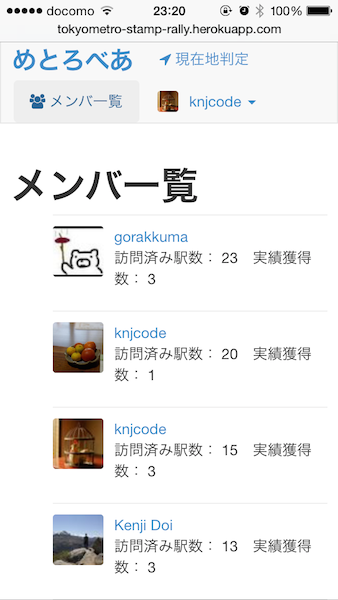 docomo 23:20 100%
tokyometro-stamp-rally.herokuapp.com
めとろべあ 現在地判定
メンバ一覧 knjcode
メンバ一覧
gorakkuma
訪問済み駅数： 23 実績獲得
数： 3
knjcode
訪問済み駅数： 20 実績獲得
数： 1
knjcode
訪問済み駅数： 15 実績獲得
数： 3
Kenji Doi
訪問済み駅数： 13 実績獲得
数： 3